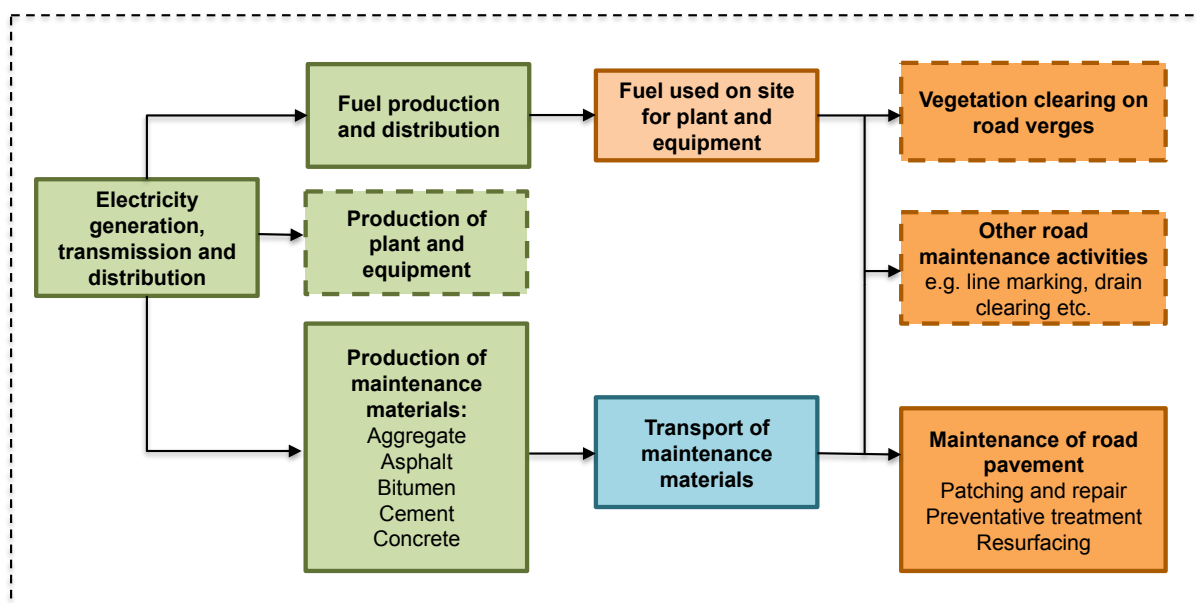 Fuel production
and distribution
Fuel used on site
for plant and
equipment
Vegetation clearing on
road verges
Electricity
generation,
transmission and
distribution
Production of
plant and
equipment
Other road
maintenance activities
e.g. line marking, drain
clearing etc.
Production of
maintenance
materials:
Aggregate
Asphalt
Bitumen
Cement
Concrete
Transport of
maintenance
materials
Maintenance of road
pavement
Patching and repair
Preventative treatment
Resurfacing